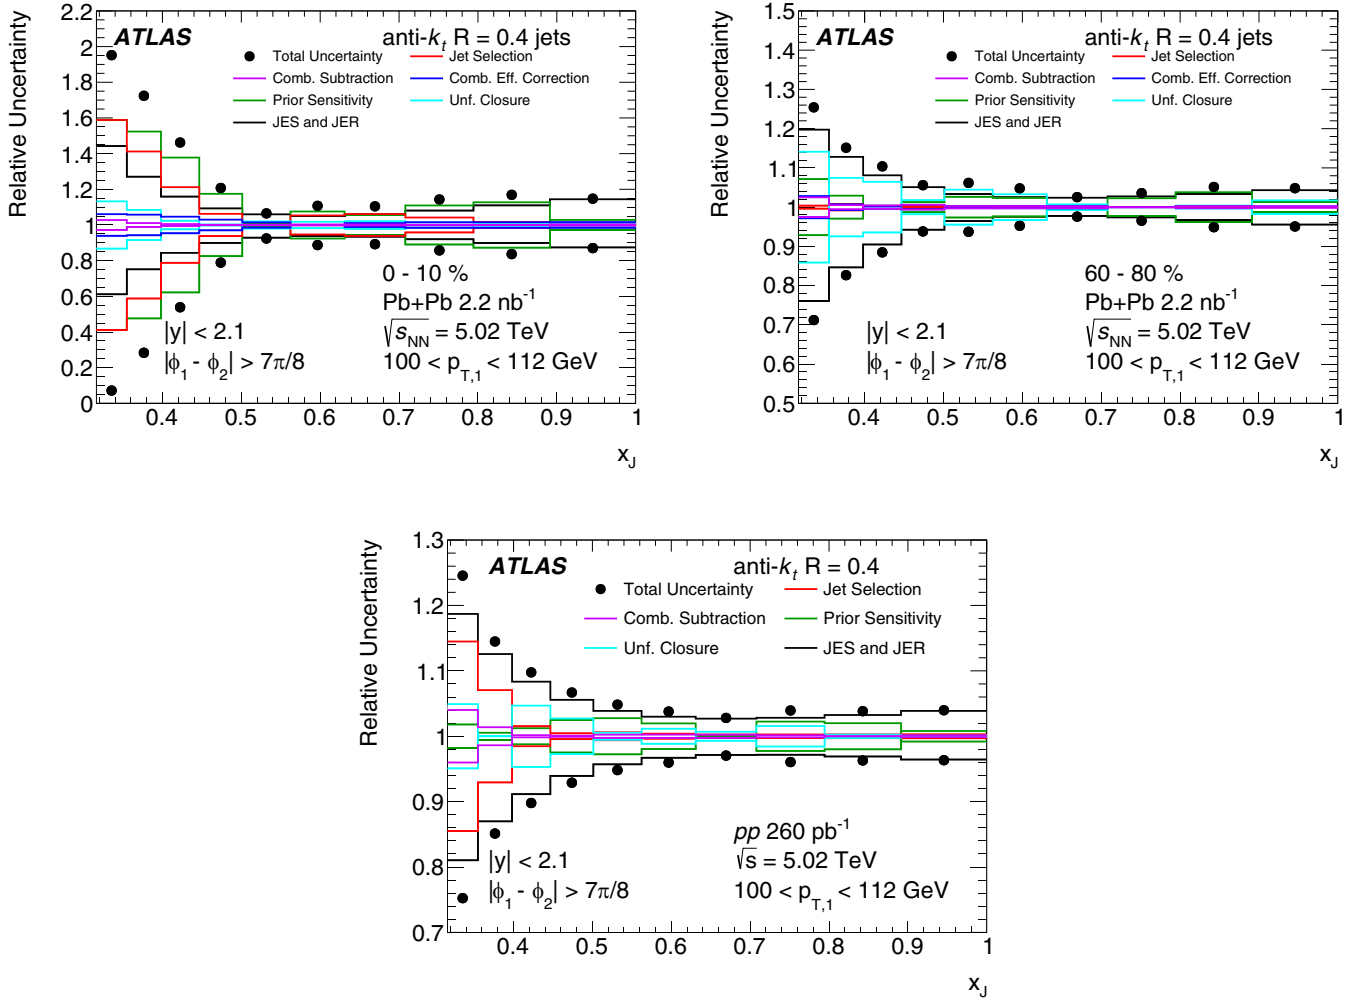 ATLAS
anti-k_t R = 0.4 jets
Total Uncertainty
Jet Selection
Comb. Subtraction
Comb. Eff. Correction
Prior Sensitivity
Unf. Closure
JES and JER
Relative Uncertainty
2.2
2
1.8
1.6
1.4
1.2
1
0.8
0.6
0.4
0.2
0
0 - 10 %
Pb+Pb 2.2 nb⁻¹
|y| < 2.1
√s_NN = 5.02 TeV
|ϕ₁ - ϕ₂| > 7π/8
100 < p_T,1 < 112 GeV
0.4 0.5 0.6 0.7 0.8 0.9 1
x_J
ATLAS
anti-k_t R = 0.4 jets
Total Uncertainty
Jet Selection
Comb. Subtraction
Comb. Eff. Correction
Prior Sensitivity
Unf. Closure
JES and JER
Relative Uncertainty
1.5
1.4
1.3
1.2
1.1
1
0.9
0.8
0.7
0.6
0.5
60 - 80 %
Pb+Pb 2.2 nb⁻¹
|y| < 2.1
√s_NN = 5.02 TeV
|ϕ₁ - ϕ₂| > 7π/8
100 < p_T,1 < 112 GeV
0.4 0.5 0.6 0.7 0.8 0.9 1
x_J
ATLAS
anti-k_t R = 0.4
Total Uncertainty
Jet Selection
Comb. Subtraction
Prior Sensitivity
Unf. Closure
JES and JER
Relative Uncertainty
1.3
1.2
1.1
1
0.9
0.8
0.7
pp 260 pb⁻¹
|y| < 2.1
√s = 5.02 TeV
|ϕ₁ - ϕ₂| > 7π/8
100 < p_T,1 < 112 GeV
0.4 0.5 0.6 0.7 0.8 0.9 1
x_J